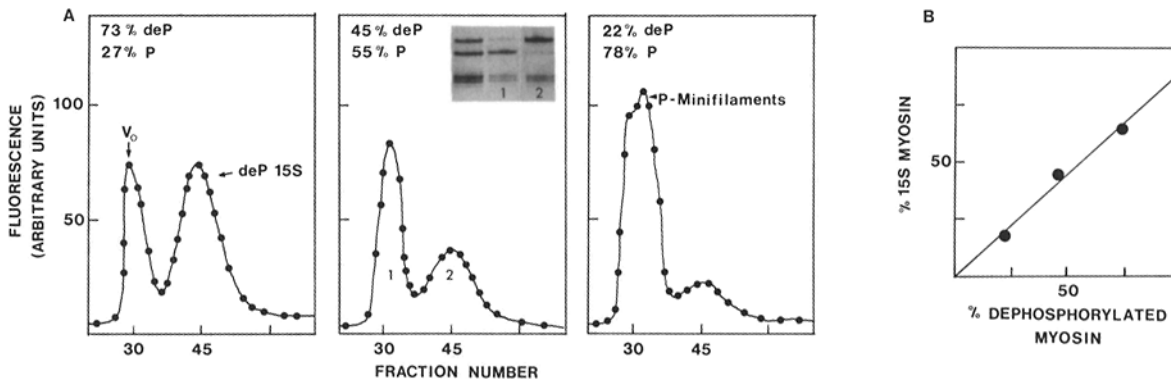 A
73 % deP
27% P
100
50
V₀
deP 15S
30 45
45% deP
55% P
1 2
1 2
30 45
22% deP
78% P
P-Minifilaments
30 45
FLUORESCENCE
(ARBITRARY UNITS)
FRACTION NUMBER
B
% 15S MYOSIN
50
50
% DEPHOSPHORYLATED
MYOSIN